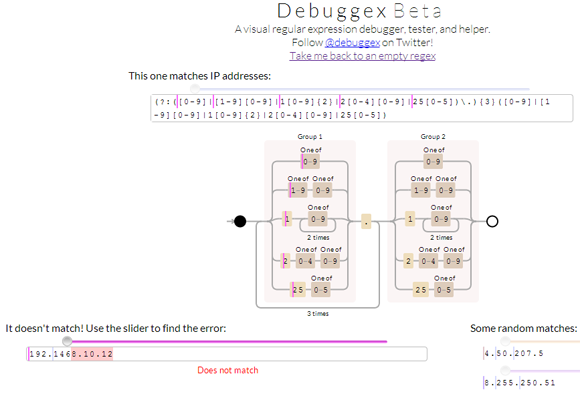 Debuggex Beta
A visual regular expression debugger, tester, and helper.
Follow @debuggex on Twitter!
Take me back to an empty regex
This one matches IP addresses:
(?:([0-9]|[1-9][0-9]|1[0-9]{2}|2[0-4][0-9]|25[0-5])\.){3}([0-9]|[1
-9][0-9]|1[0-9]{2}|2[0-4][0-9]|25[0-5])
Group 1 Group 2
One of One of
0-9 0-9
One of One of One of One of
1-9 0-9 1-9 0-9
One of One of
1 0-9 . 1 0-9
2 times 2 times
One of One of One of One of
2 0-4 0-9 2 0-4 0-9
One of One of
25 0-5 25 0-5
3 times
It doesn't match! Use the slider to find the error:
192.1468.10.12
Does not match
Some random matches:
4.50.207.5
8.255.250.51